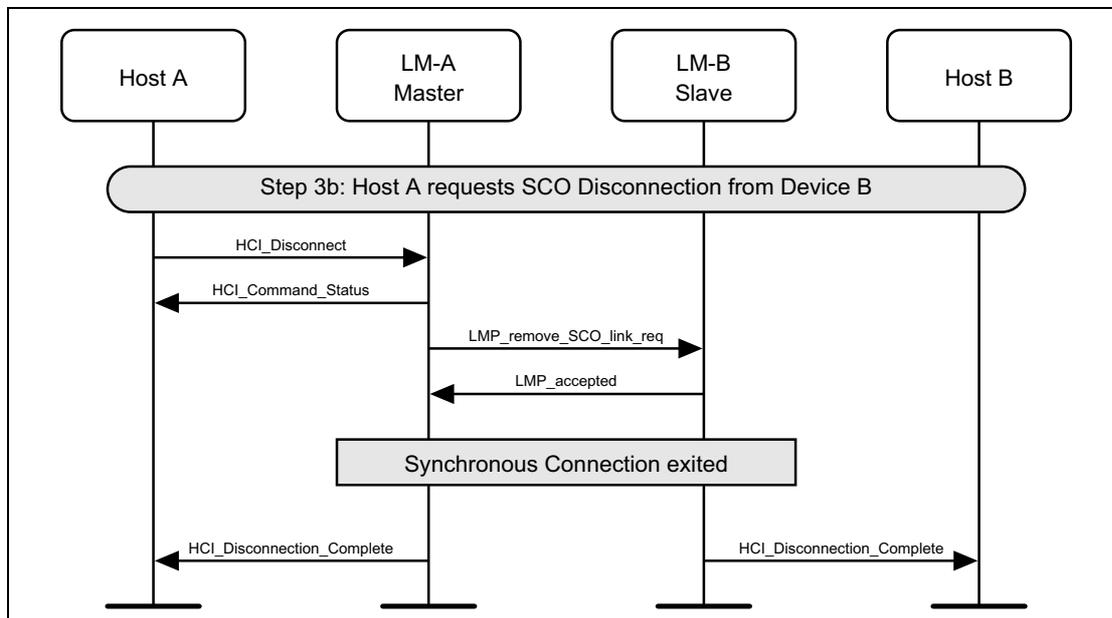 Host A
LM-A
Master
LM-B
Slave
Host B
Step 3b: Host A requests SCO Disconnection from Device B
HCI_Disconnect
HCI_Command_Status
LMP_remove_SCO_link_req
LMP_accepted
Synchronous Connection exited
HCI_Disconnection_Complete
HCI_Disconnection_Complete